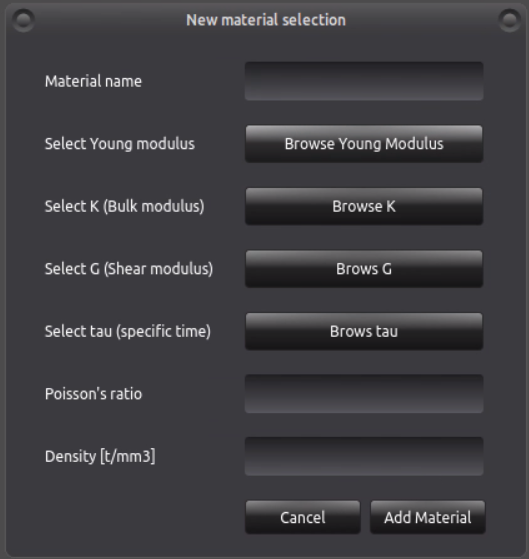 New material selection
Material name
Select Young modulus Browse Young Modulus
Select K (Bulk modulus) Browse K
Select G (Shear modulus) Brows G
Select tau (specific time) Brows tau
Poisson's ratio
Density [t/mm3]
Cancel Add Material